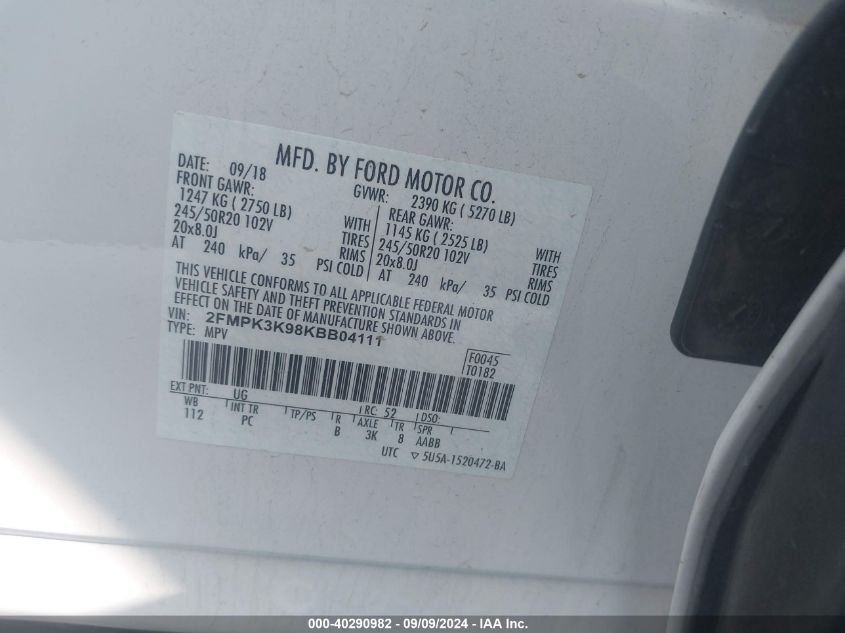 MFD. BY FORD MOTOR CO.
DATE: 09/18 GVWR: 2390 KG ( 5270 LB)
FRONT GAWR: REAR GAWR:
1247 KG ( 2750 LB) WITH 1145 KG ( 2525 LB) WITH
245/50R20 102V TIRES 245/50R20 102V TIRES
20x8.0J RIMS 20x8.0J RIMS
AT 240 kPa/ 35 PSI COLD AT 240 kPa/ 35 PSI COLD
THIS VEHICLE CONFORMS TO ALL APPLICABLE FEDERAL MOTOR
VEHICLE SAFETY AND THEFT PREVENTION STANDARDS IN
EFFECT ON THE DATE OF MANUFACTURE SHOWN ABOVE.
VIN: 2FMPK3K98KBB04111
TYPE: MPV
F0045
T0182
EXT PNT: UG RC: 52 DSO:
WB INT TR TP/PS R AXLE TR SPR
112 PC B 3K 8 AABB
UTC ▽ 5U5A-1520472-BA
000-40290982 - 09/09/2024 - IAA, Inc.